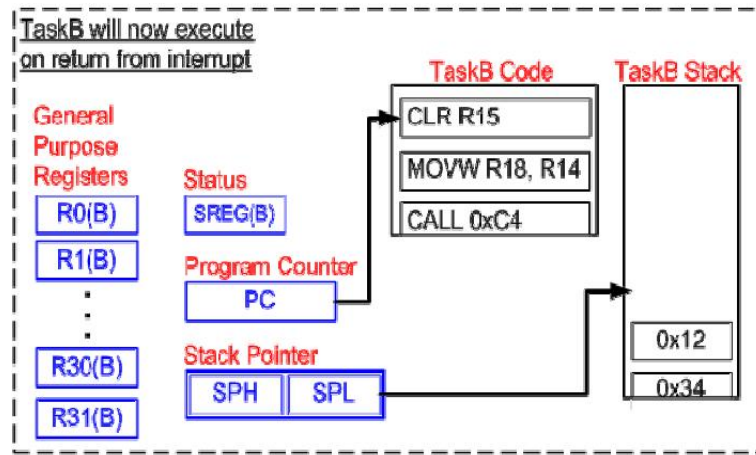 TaskB will now execute
on return from interrupt
TaskB Code
TaskB Stack
General
Purpose
Registers
Status
R0(B)
SREG(B)
R1(B)
Program Counter
PC
Stack Pointer
R30(B)
SPH
SPL
R31(B)
CLR R15
MOVW R18, R14
CALL 0xC4
0x12
0x34